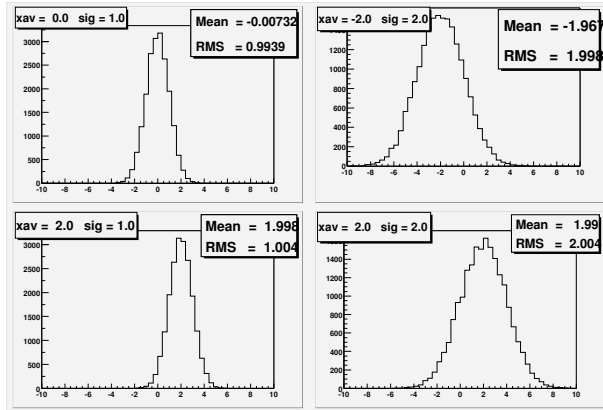 xav = 0.0 sig = 1.0
Mean = -0.00732
RMS = 0.9939
3000
2500
2000
1500
1000
500
0
-10 -8 -6 -4 -2 0 2 4 6 8 10
xav = -2.0 sig = 2.0
Mean = -1.967
RMS = 1.998
1400
1200
1000
800
600
400
200
0
-10 -8 -6 -4 -2 0 2 4 6 8 10
xav = 2.0 sig = 1.0
Mean = 1.998
RMS = 1.004
3000
2500
2000
1500
1000
500
0
-10 -8 -6 -4 -2 0 2 4 6 8 10
xav = 2.0 sig = 2.0
Mean = 1.99
RMS = 2.004
1600
1400
1200
1000
800
600
400
200
0
-10 -8 -6 -4 -2 0 2 4 6 8 10